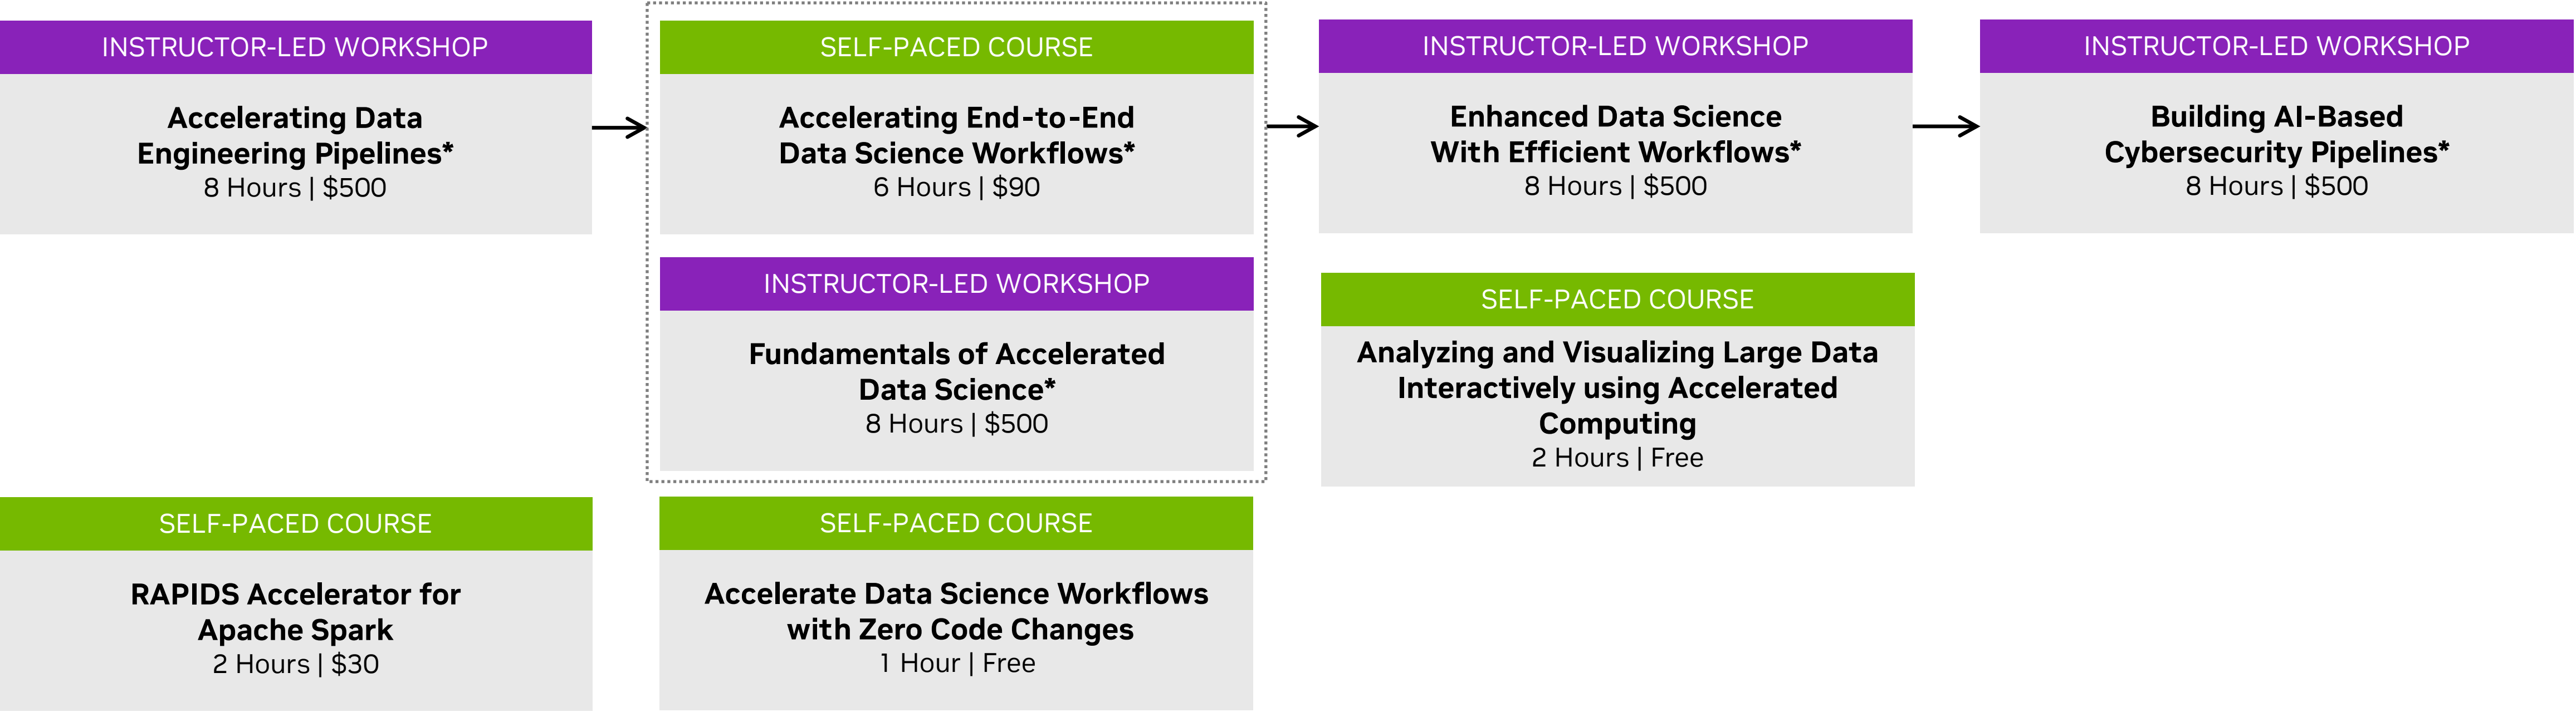 INSTRUCTOR-LED WORKSHOP
Accelerating Data
Engineering Pipelines*
8 Hours | $500
SELF-PACED COURSE
Accelerating End-to-End
Data Science Workflows*
6 Hours | $90
INSTRUCTOR-LED WORKSHOP
Enhanced Data Science
With Efficient Workflows*
8 Hours | $500
INSTRUCTOR-LED WORKSHOP
Building AI-Based
Cybersecurity Pipelines*
8 Hours | $500
INSTRUCTOR-LED WORKSHOP
Fundamentals of Accelerated
Data Science*
8 Hours | $500
SELF-PACED COURSE
Analyzing and Visualizing Large Data
Interactively using Accelerated
Computing
2 Hours | Free
SELF-PACED COURSE
RAPIDS Accelerator for
Apache Spark
2 Hours | $30
SELF-PACED COURSE
Accelerate Data Science Workflows
with Zero Code Changes
1 Hour | Free